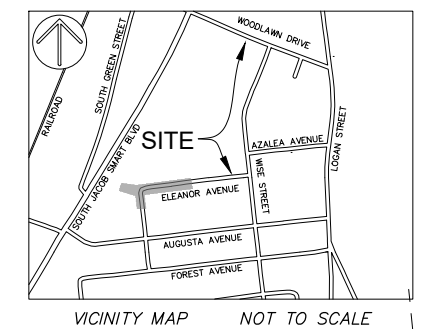 WOODLAWN DRIVE
SOUTH GREEN STREET
RAILROAD
SOUTH JACOB SMART BLVD
SITE
AZALEA AVENUE
LOGAN STREET
WISE STREET
ELEANOR AVENUE
AUGUSTA AVENUE
FOREST AVENUE
VICINITY MAP NOT TO SCALE